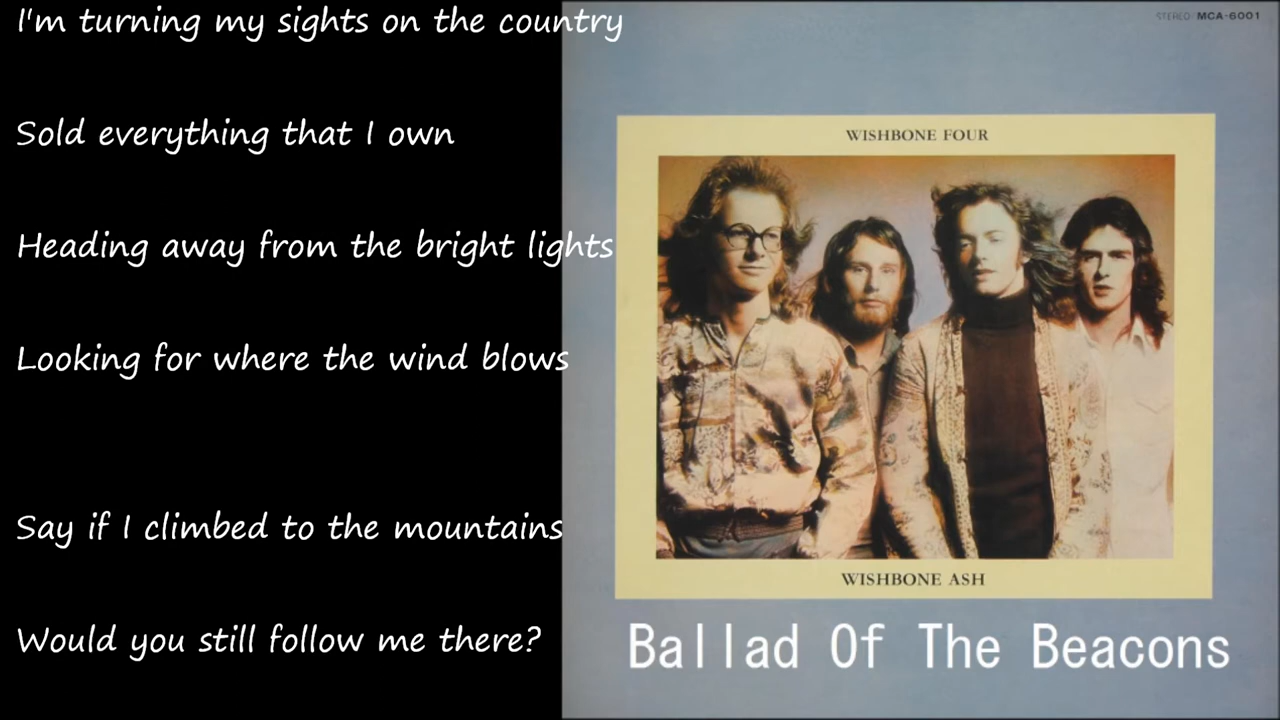 I'm turning my sights on the country
Sold everything that I own
Heading away from the bright lights
Looking for where the wind blows
Say if I climbed to the mountains
Would you still follow me there?
STEREO MCA-6001
WISHBONE FOUR
WISHBONE ASH
Ballad Of The Beacons